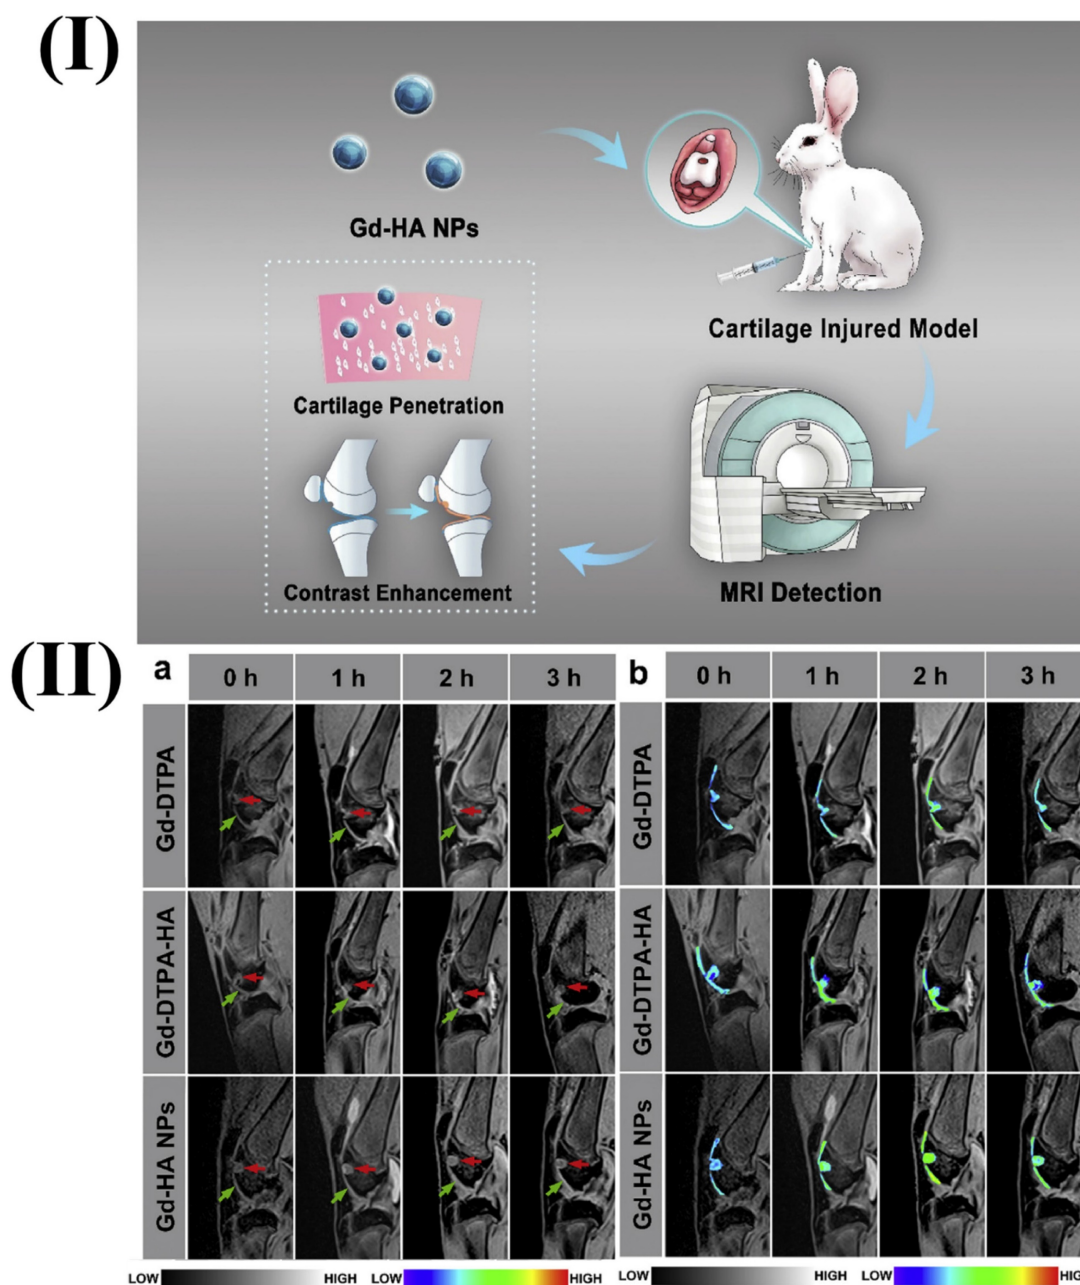 (I)
Gd-HA NPs
Cartilage Injured Model
Cartilage Penetration
Contrast Enhancement
MRI Detection
(II)
a 0 h 1 h 2 h 3 h
b 0 h 1 h 2 h 3 h
Gd-DTPA
Gd-DTPA
Gd-DTPA-HA
Gd-DTPA-HA
Gd-HA NPs
Gd-HA NPs
LOW HIGH LOW HIGH LOW HIGH LOW HIG